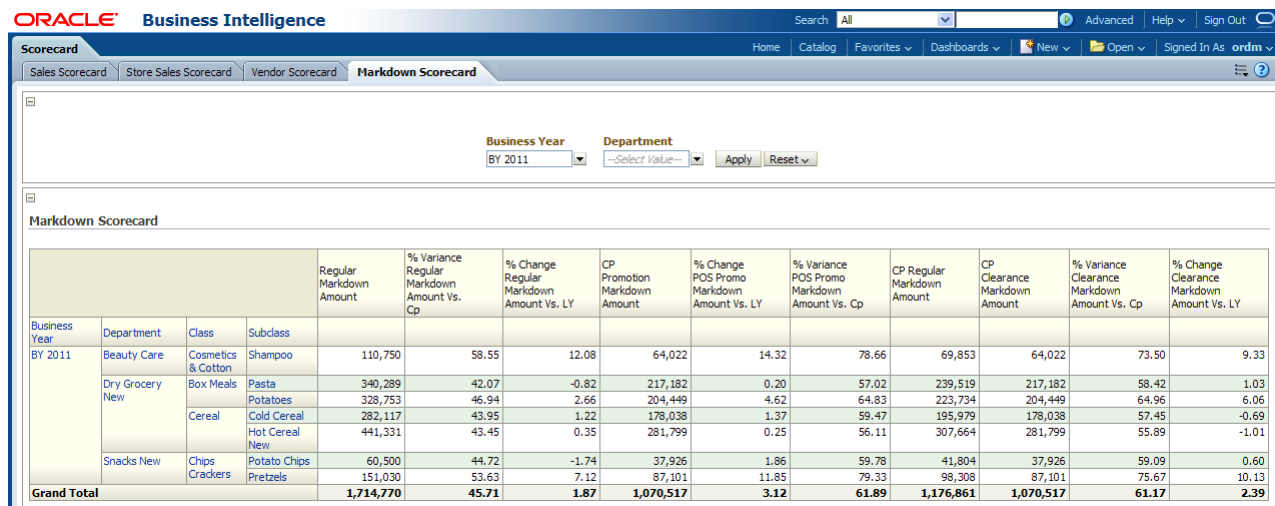 ORACLE Business Intelligence Search All Advanced Help Sign Out
Scorecard Home Catalog Favorites Dashboards New Open Signed In As ordm
Sales Scorecard Store Sales Scorecard Vendor Scorecard Markdown Scorecard
Business Year Department
BY 2011 --Select Value-- Apply Reset
Markdown Scorecard
Regular Markdown Amount % Variance Regular Markdown Amount Vs. Cp % Change Regular Markdown Amount Vs. LY CP Promotion Markdown Amount % Change POS Promo Markdown Amount Vs. LY % Variance POS Promo Markdown Amount Vs. Cp CP Regular Markdown Amount CP Clearance Markdown Amount % Variance Clearance Markdown Amount Vs. Cp % Change Clearance Markdown Amount Vs. LY
Business Year Department Class Subclass
BY 2011 Beauty Care Cosmetics & Cotton Shampoo 110,750 58.55 12.08 64,022 14.32 78.66 69,853 64,022 73.50 9.33
Dry Grocery New Box Meals Pasta 340,289 42.07 -0.82 217,182 0.20 57.02 239,519 217,182 58.42 1.03
Potatoes 328,753 46.94 2.66 204,449 4.62 64.83 223,734 204,449 64.96 6.06
Cereal Cold Cereal 282,117 43.95 1.22 178,038 1.37 59.47 195,979 178,038 57.45 -0.69
Hot Cereal New 441,331 43.45 0.35 281,799 0.25 56.11 307,664 281,799 55.89 -1.01
Snacks New Chips Crackers Potato Chips 60,500 44.72 -1.74 37,926 1.86 59.78 41,804 37,926 59.09 0.60
Pretzels 151,030 53.63 7.12 87,101 11.85 79.33 98,308 87,101 75.67 10.13
Grand Total 1,714,770 45.71 1.87 1,070,517 3.12 61.89 1,176,861 1,070,517 61.17 2.39